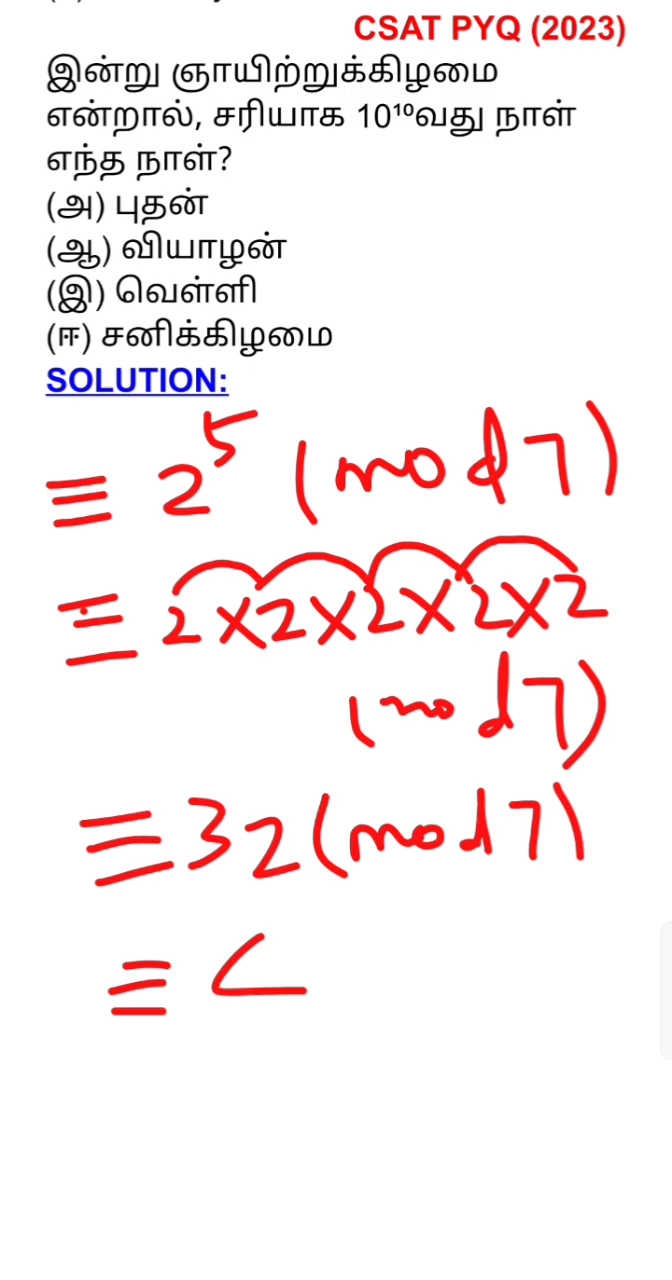 CSAT PYQ (2023)
இன்று ஞாயிற்றுக்கிழமை
என்றால், சரியாக 10¹⁰வது நாள்
எந்த நாள்?
(அ) புதன்
(ஆ) வியாழன்
(இ) வெள்ளி
(ஈ) சனிக்கிழமை
SOLUTION:
≡ 2⁵ (mod 7)
≡ 2×2×2×2×2
(mod 7)
≡ 32 (mod 7)
≡